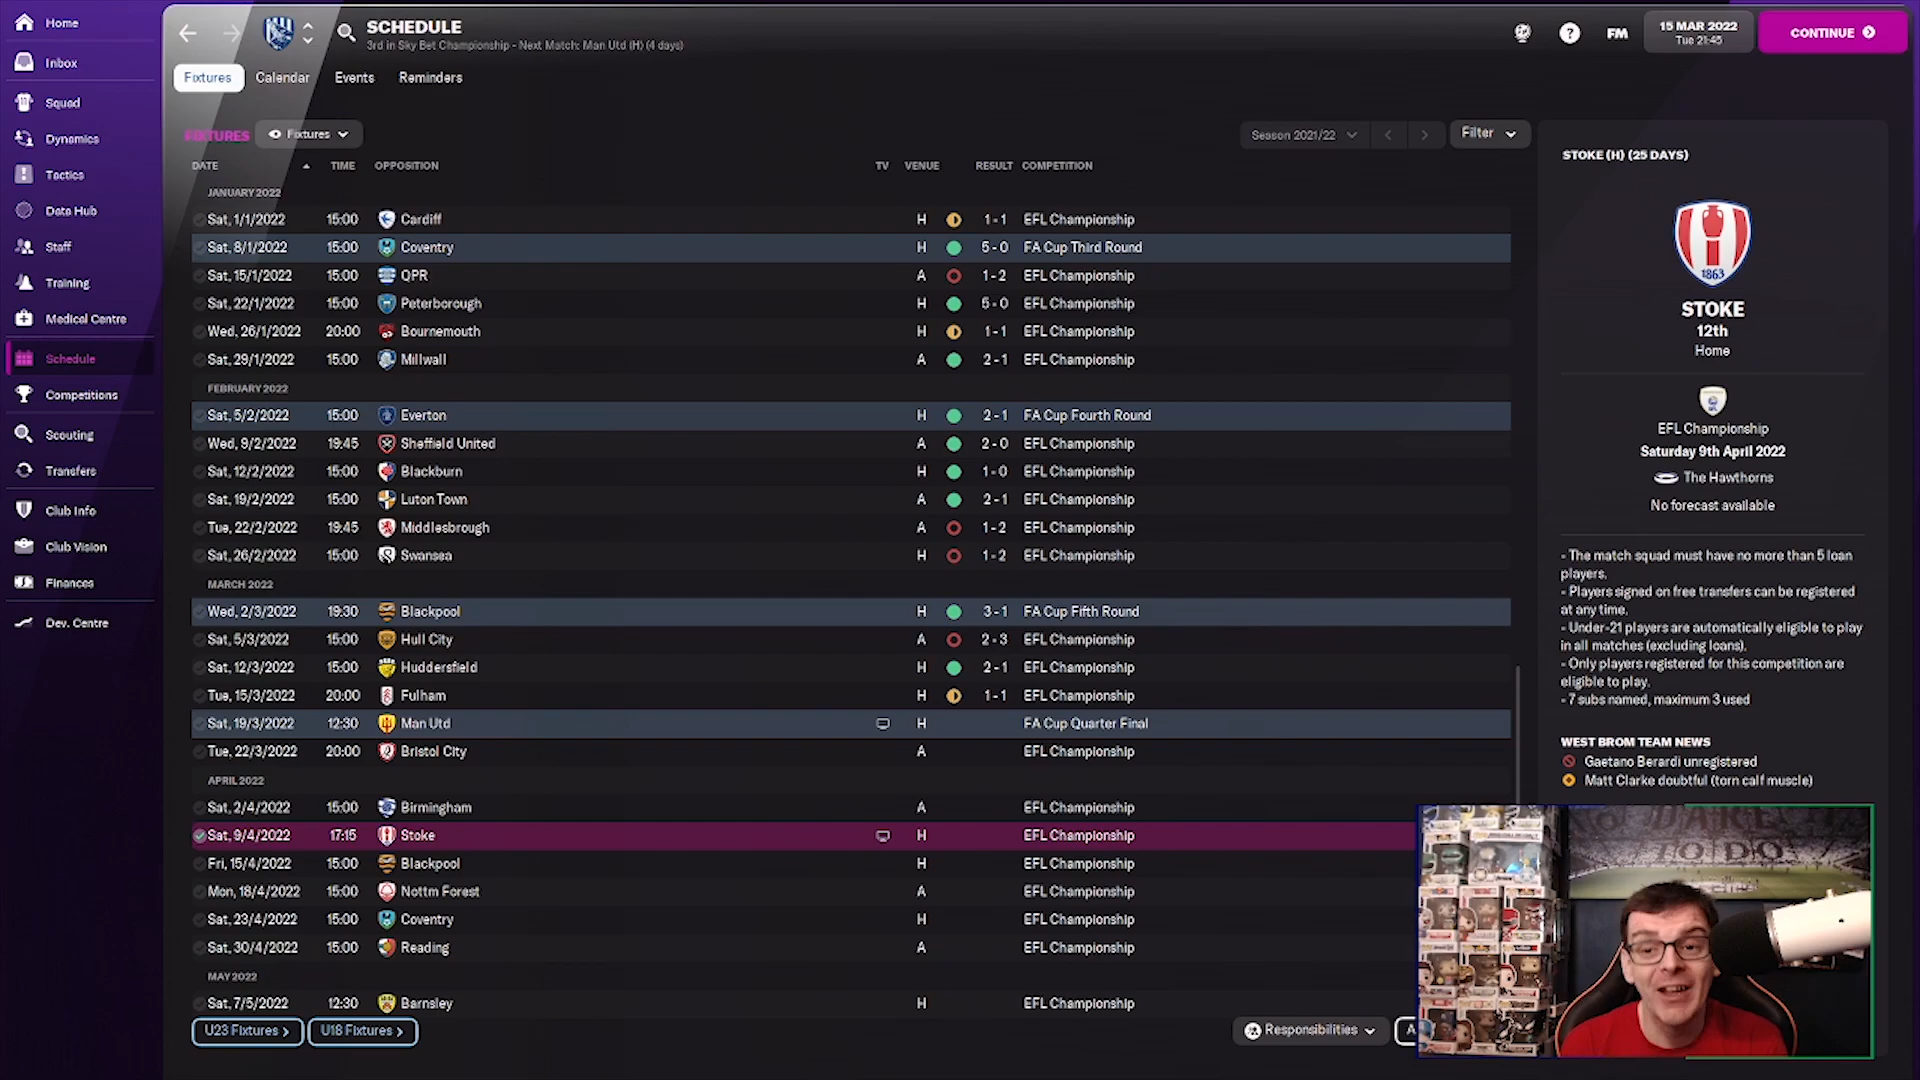 Home
Inbox
Squad
Dynamics
Tactics
Data Hub
Staff
Training
Medical Centre
Schedule
Competitions
Scouting
Transfers
Club Info
Club Vision
Finances
Dev. Centre
SCHEDULE
3rd in Sky Bet Championship - Next Match: Man Utd (H) (4 days)
? FM
15 MAR 2022
Tue 21:45
CONTINUE
Fixtures Calendar Events Reminders
FIXTURES Fixtures
Season 2021/22 Filter
DATE TIME OPPOSITION TV VENUE RESULT COMPETITION
JANUARY 2022
Sat, 1/1/2022 15:00 Cardiff H 1 - 1 EFL Championship
Sat, 8/1/2022 15:00 Coventry H 5 - 0 FA Cup Third Round
Sat, 15/1/2022 15:00 QPR A 1 - 2 EFL Championship
Sat, 22/1/2022 15:00 Peterborough H 5 - 0 EFL Championship
Wed, 26/1/2022 20:00 Bournemouth H 1 - 1 EFL Championship
Sat, 29/1/2022 15:00 Millwall A 2 - 1 EFL Championship
FEBRUARY 2022
Sat, 5/2/2022 15:00 Everton H 2 - 1 FA Cup Fourth Round
Wed, 9/2/2022 19:45 Sheffield United A 2 - 0 EFL Championship
Sat, 12/2/2022 15:00 Blackburn H 1 - 0 EFL Championship
Sat, 19/2/2022 15:00 Luton Town A 2 - 1 EFL Championship
Tue, 22/2/2022 19:45 Middlesbrough A 1 - 2 EFL Championship
Sat, 26/2/2022 15:00 Swansea H 1 - 2 EFL Championship
MARCH 2022
Wed, 2/3/2022 19:30 Blackpool H 3 - 1 FA Cup Fifth Round
Sat, 5/3/2022 15:00 Hull City A 2 - 3 EFL Championship
Sat, 12/3/2022 15:00 Huddersfield H 2 - 1 EFL Championship
Tue, 15/3/2022 20:00 Fulham H 1 - 1 EFL Championship
Sat, 19/3/2022 12:30 Man Utd H FA Cup Quarter Final
Tue, 22/3/2022 20:00 Bristol City A EFL Championship
APRIL 2022
Sat, 2/4/2022 15:00 Birmingham A EFL Championship
Sat, 9/4/2022 17:15 Stoke H EFL Championship
Fri, 15/4/2022 15:00 Blackpool H EFL Championship
Mon, 18/4/2022 15:00 Nottm Forest A EFL Championship
Sat, 23/4/2022 15:00 Coventry H EFL Championship
Sat, 30/4/2022 15:00 Reading A EFL Championship
MAY 2022
Sat, 7/5/2022 12:30 Barnsley H EFL Championship
U23 Fixtures > U18 Fixtures >
Responsibilities
STOKE (H) (25 DAYS)
1863
STOKE
12th
Home
EFL Championship
Saturday 9th April 2022
The Hawthorns
No forecast available
- The match squad must have no more than 5 loan
players.
- Players signed on free transfers can be registered
at any time.
- Under-21 players are automatically eligible to play
in all matches (excluding loans).
- Only players registered for this competition are
eligible to play.
- 7 subs named, maximum 3 used
WEST BROM TEAM NEWS
Gaetano Berardi unregistered
Matt Clarke doubtful (torn calf muscle)
TO DO